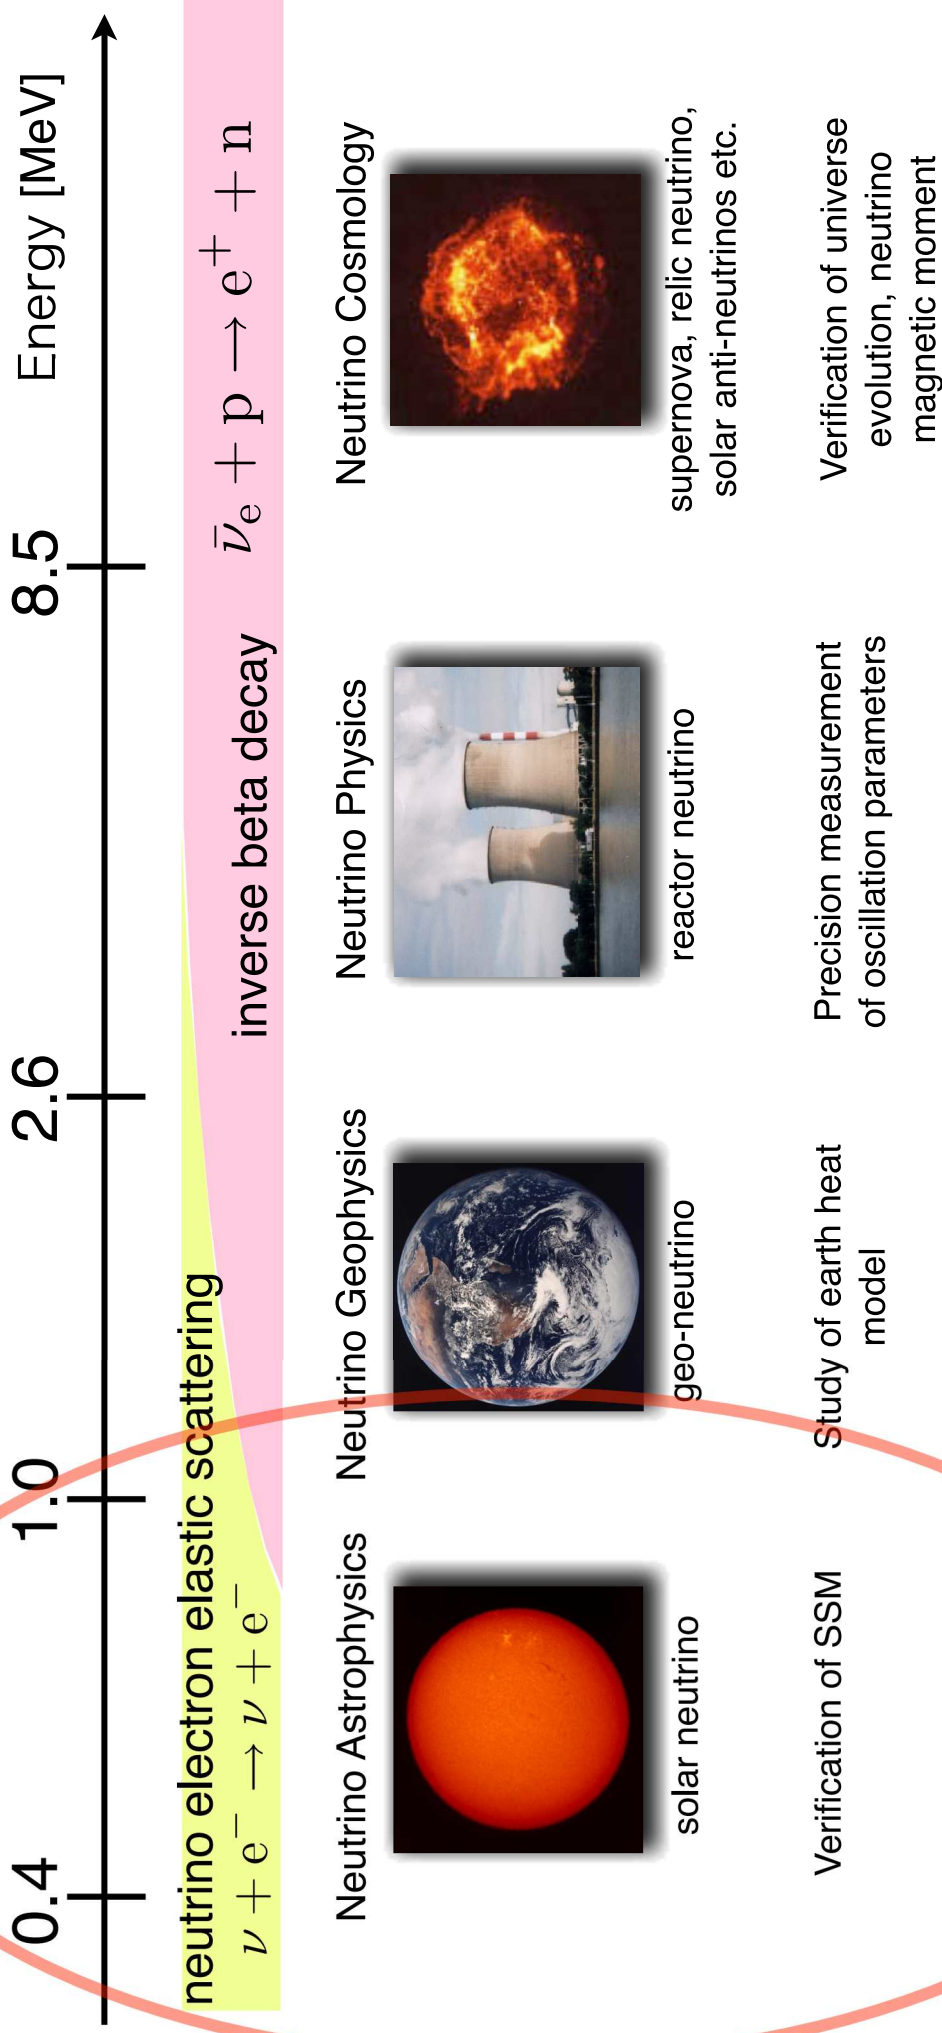 0.4 1.0 2.6 8.5 Energy [MeV]
neutrino electron elastic scattering
ν + e⁻ → ν + e⁻
inverse beta decay
ν̄ₑ + p → e⁺ + n
Neutrino Astrophysics
solar neutrino
Verification of SSM
Neutrino Geophysics
geo-neutrino
Study of earth heat
model
Neutrino Physics
reactor neutrino
Precision measurement
of oscillation parameters
Neutrino Cosmology
supernova, relic neutrino,
solar anti-neutrinos etc.
Verification of universe
evolution, neutrino
magnetic moment